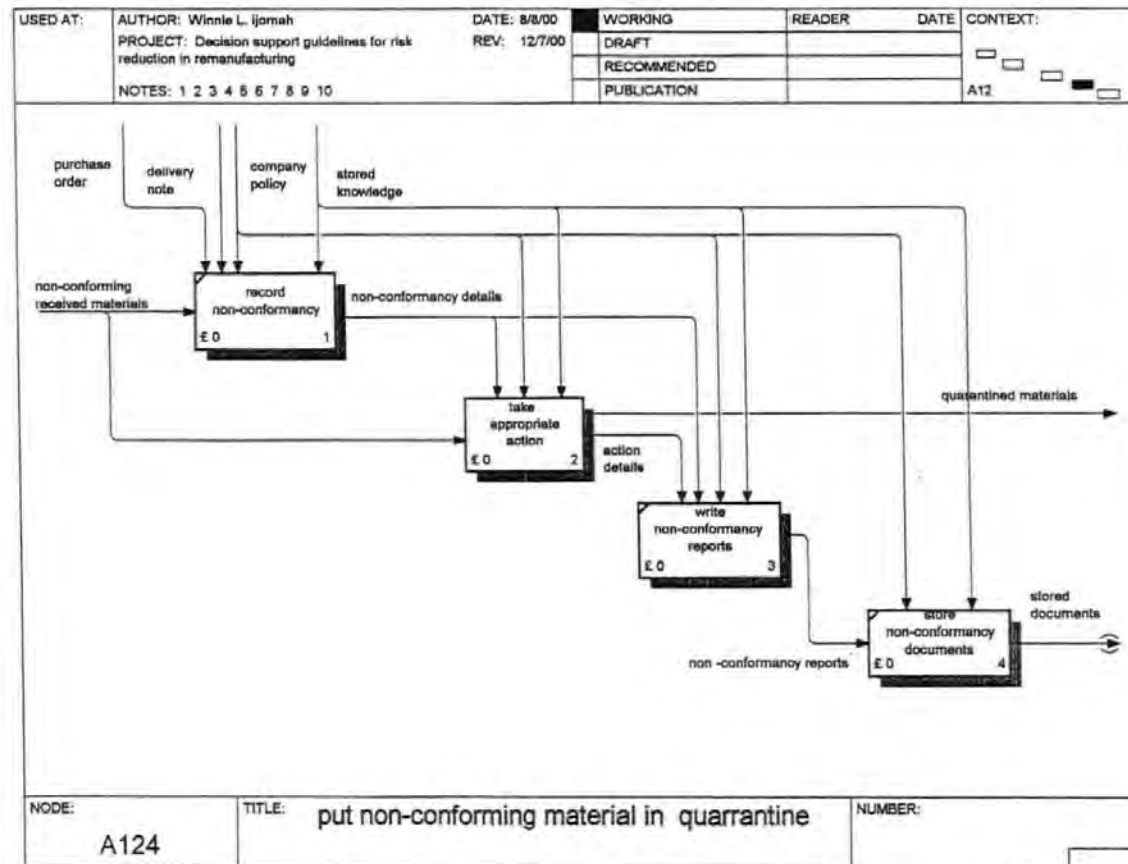 USED AT:
AUTHOR: Winnie L. Ijomah
DATE: 8/8/00
WORKING
READER
DATE
CONTEXT:
PROJECT: Decision support guidelines for risk
REV: 12/7/00
DRAFT
reduction in remanufacturing
RECOMMENDED
NOTES: 1 2 3 4 5 6 7 8 9 10
PUBLICATION
A12
purchase
order
delivery
note
company
policy
stored
knowledge
non-conforming
received materials
record
non-conformancy
£ 0
1
non-conformancy details
take
appropriate
action
£ 0
2
quarantined materials
action
details
write
non-conformancy
reports
£ 0
3
stored
documents
store
non-conformancy
documents
£ 0
4
non -conformancy reports
NODE:
A124
TITLE:
put non-conforming material in quarrantine
NUMBER: